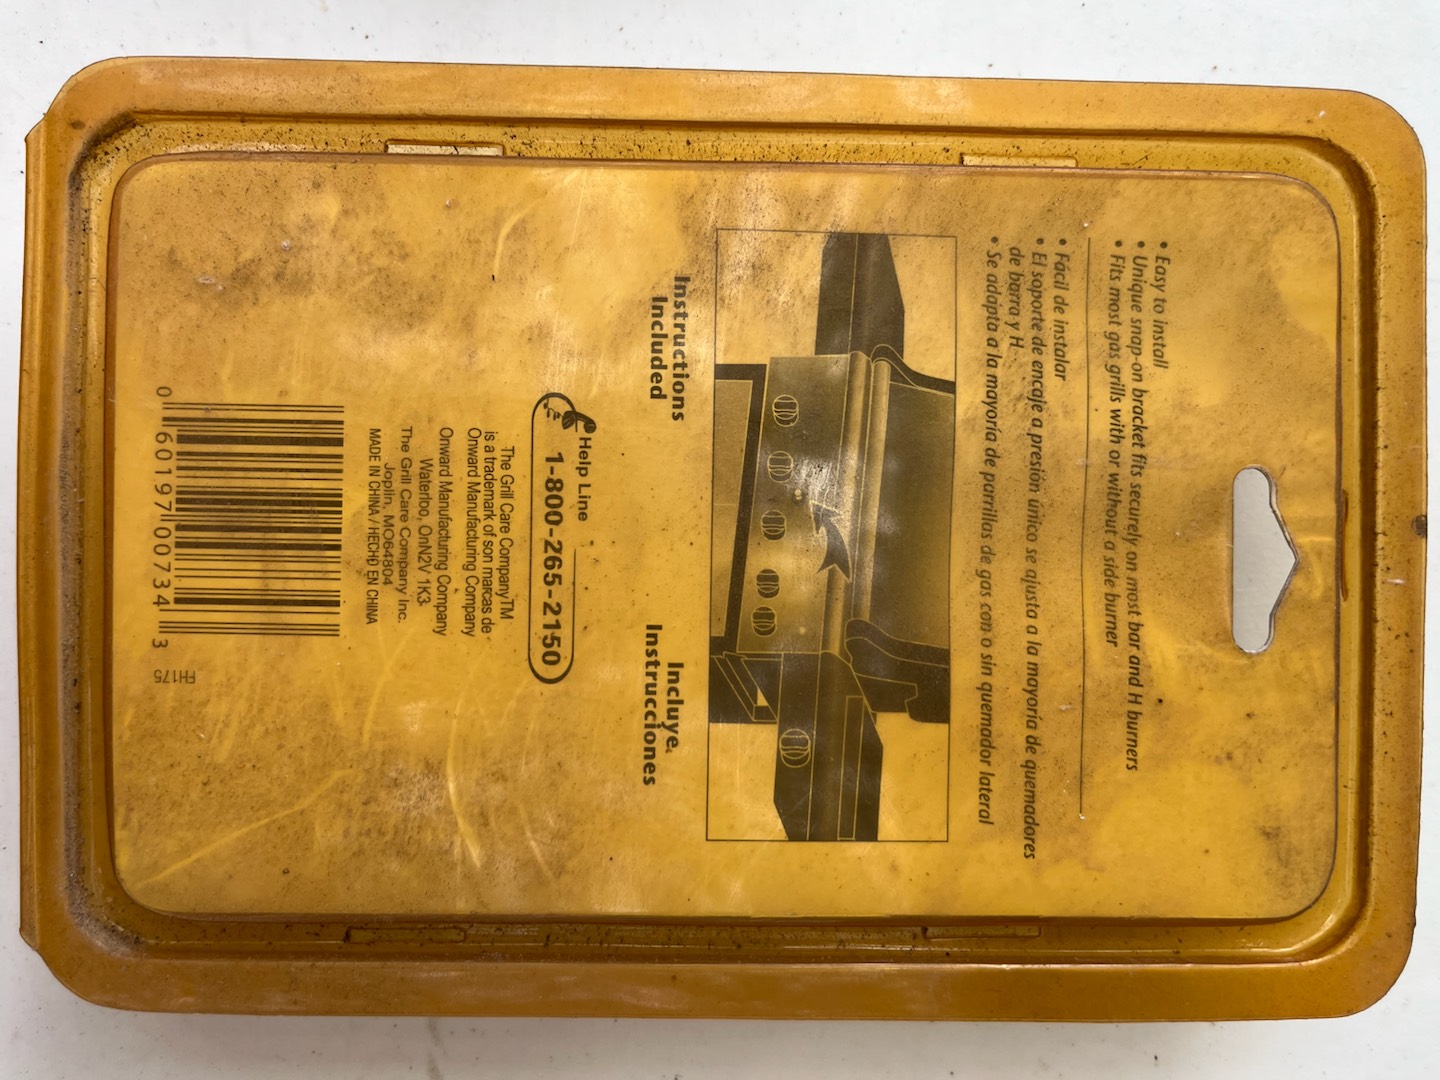 • Easy to install
• Unique snap-on bracket fits securely on most bar and H burners
• Fits most gas grills with or without a side burner
• Fácil de instalar
• El soporte de encaje a presión único se ajusta a la mayoría de quemadores
de barra y H.
• Se adapta a la mayoría de parrillas de gas con o sin quemador lateral
Instructions
Included
Incluye
Instrucciones
Help Line
1-800-265-2150
The Grill Care Company TM
is a trademark of son marcas de
Onward Manufacturing Company
Onward Manufacturing Company
Waterloo, OnN2V 1K3
The Grill Care Company Inc.
Joplin, MO64804
MADE IN CHINA / HECHO EN CHINA
0 60197 00734 3
FH175